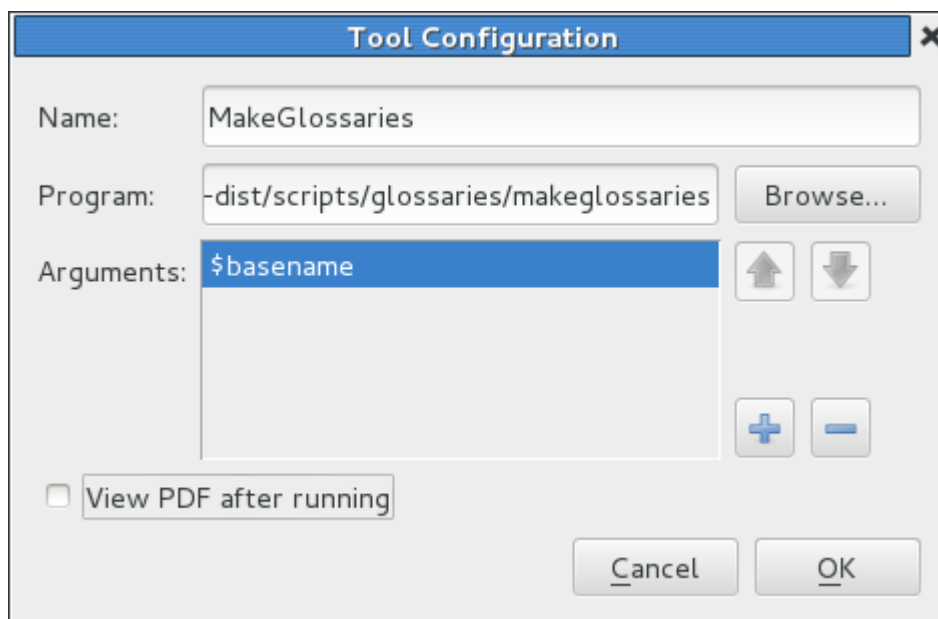 Tool Configuration
Name: MakeGlossaries
Program: -dist/scripts/glossaries/makeglossaries Browse...
Arguments: $basename
View PDF after running
Cancel OK